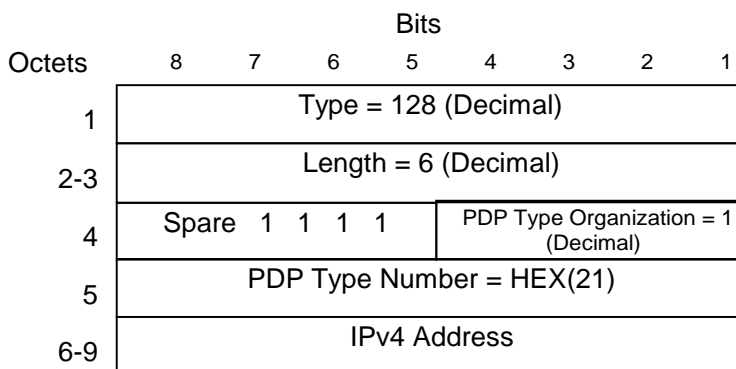 Bits
Octets 8 7 6 5 4 3 2 1
1 Type = 128 (Decimal)
2-3 Length = 6 (Decimal)
4 Spare 1 1 1 1 PDP Type Organization = 1
(Decimal)
5 PDP Type Number = HEX(21)
6-9 IPv4 Address